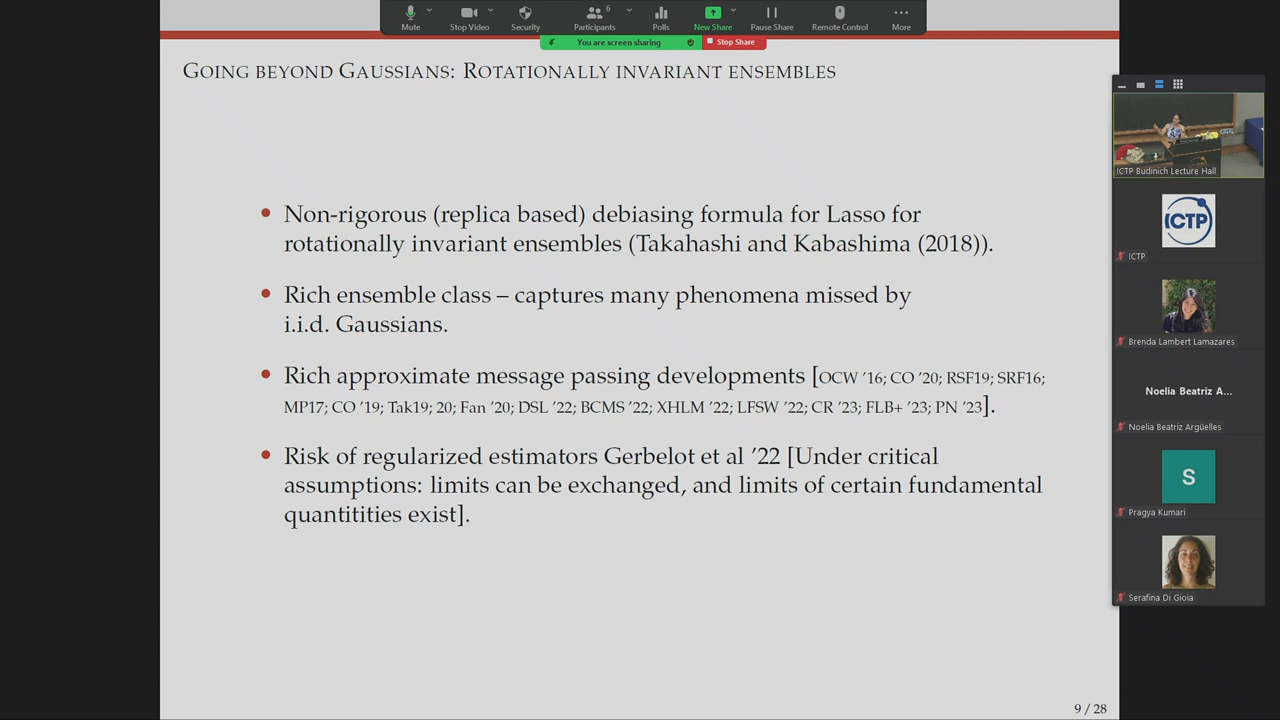 6
Mute
Stop Video
Security
Participants
Polls
New Share
Pause Share
Remote Control
More
You are screen sharing
Stop Share
Going beyond Gaussians: Rotationally invariant ensembles
• Non-rigorous (replica based) debiasing formula for Lasso for
rotationally invariant ensembles (Takahashi and Kabashima (2018)).
• Rich ensemble class – captures many phenomena missed by
i.i.d. Gaussians.
• Rich approximate message passing developments [OCW '16; CO '20; RSF19; SRF16;
MP17; CO '19; Tak19; 20; Fan '20; DSL '22; BCMS '22; XHLM '22; LFSW '22; CR '23; FLB+ '23; PN '23].
• Risk of regularized estimators Gerbelot et al '22 [Under critical
assumptions: limits can be exchanged, and limits of certain fundamental
quantitities exist].
9 / 28
ICTP Budinich Lecture Hall
ICTP
ICTP
Brenda Lambert Lamazares
Noelia Beatriz A...
Noelia Beatriz Argüelles
S
Pragya Kumari
Serafina Di Gioia